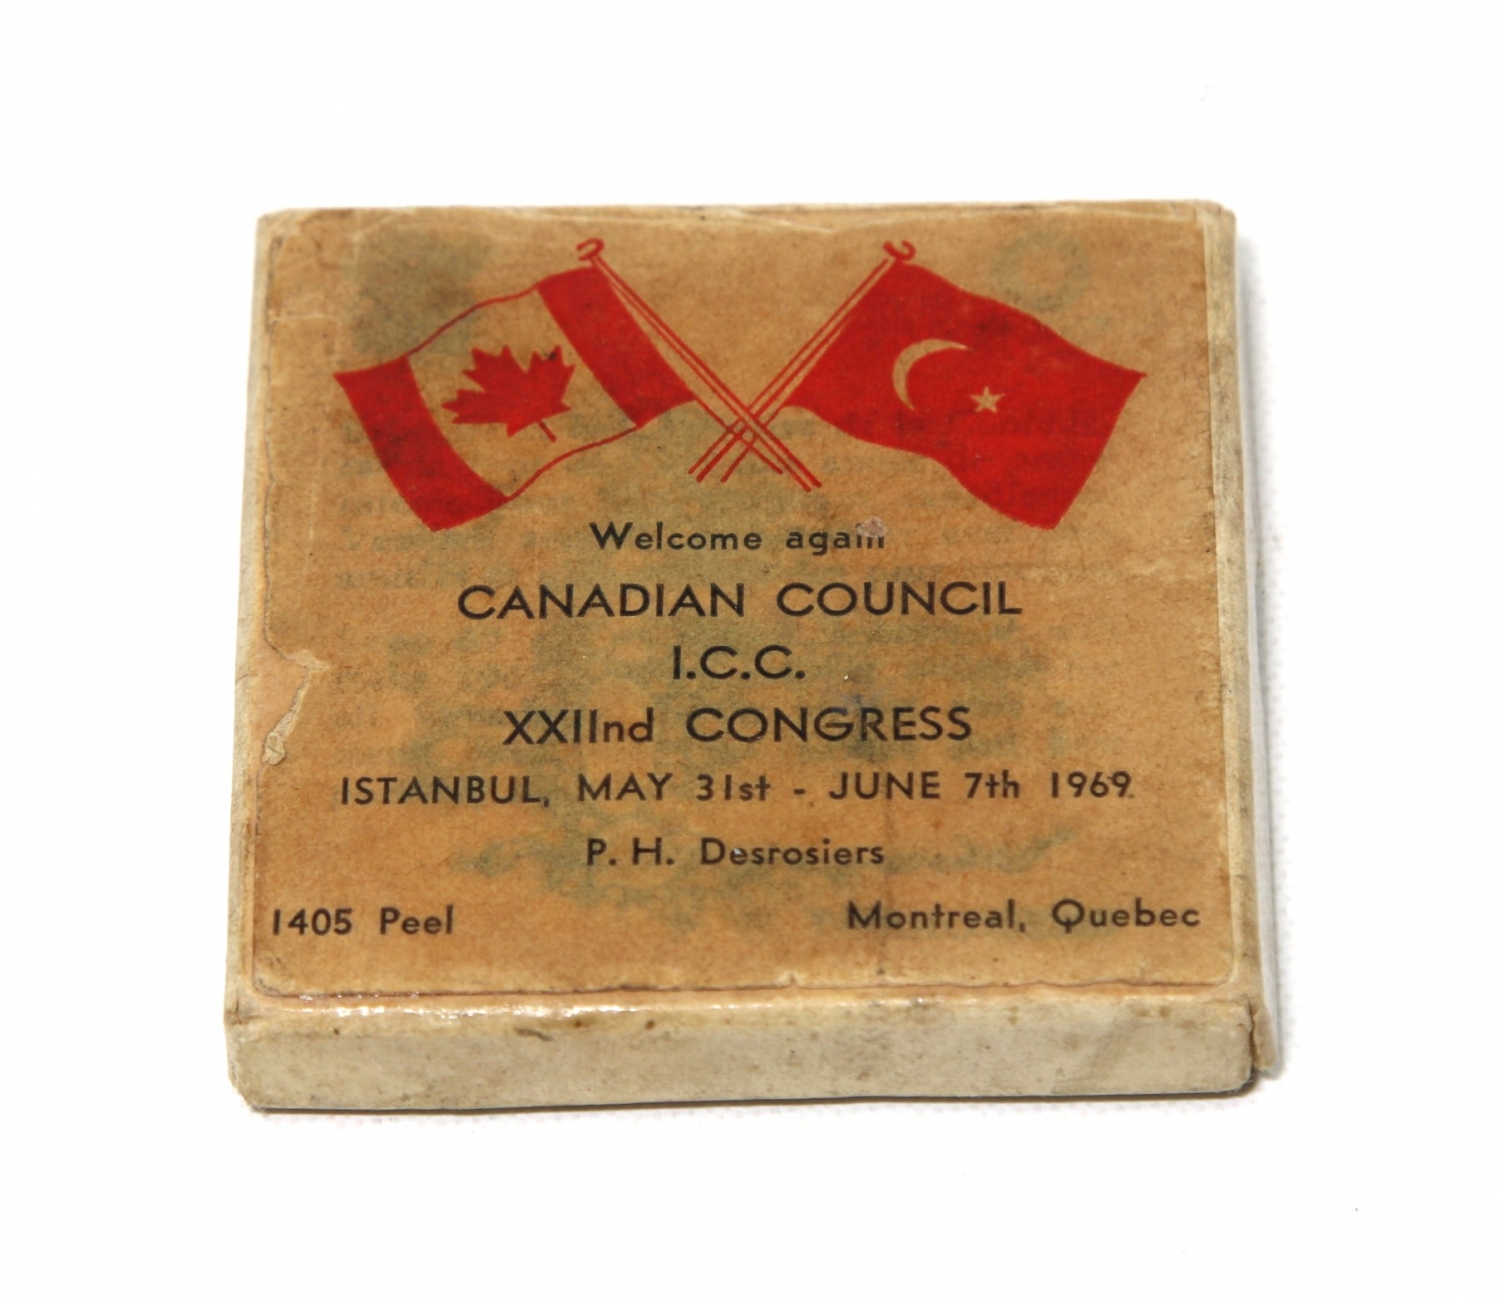 Welcome again
CANADIAN COUNCIL
I.C.C.
XXIInd CONGRESS
ISTANBUL, MAY 31st - JUNE 7th 1969.
P. H. Desrosiers
1405 Peel Montreal, Quebec